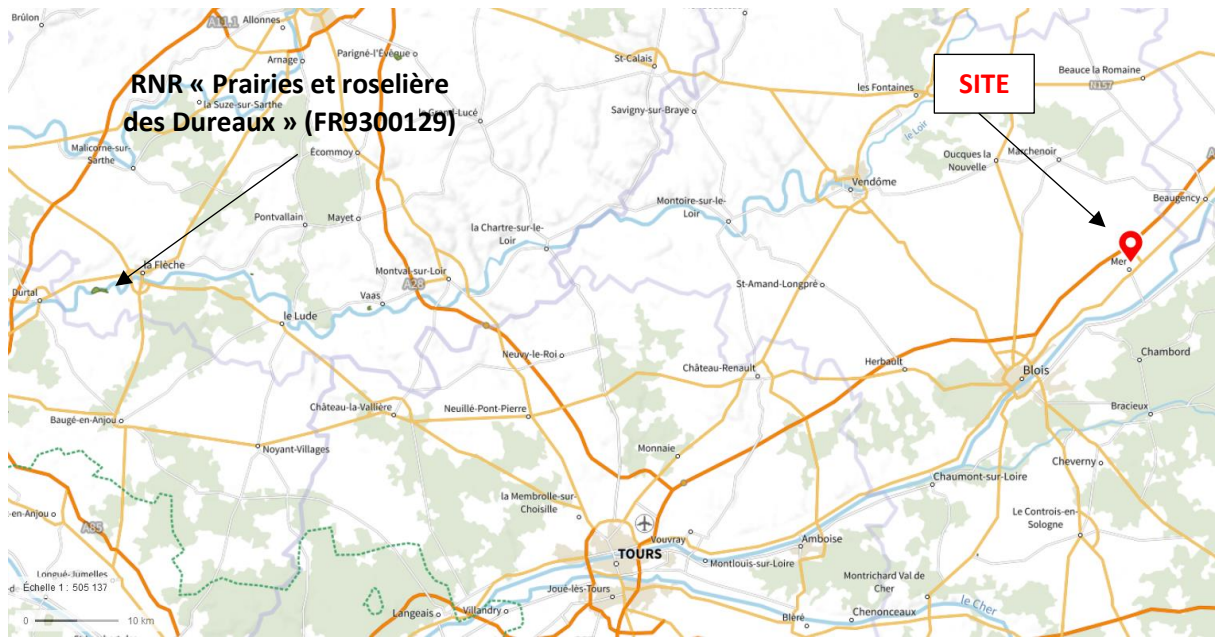 Brûlon
A11.1
Allonnes
Arnage
Parigné-l'Évêque
St-Calais
Beauce la Romaine
N157
les Fontaines
SITE
RNR « Prairies et roselière
des Dureaux » (FR9300129)
la Suze-sur-Sarthe
Savigny-sur-Braye
le Loir
Malicorne-sur-
Sarthe
Écommoy
Oucques la
Nouvelle
Marchenoir
Vendôme
Beaugency
Montoire-sur-le-
Loir
Pontvallain
Mayet
la Chartre-sur-le-
Loir
Mer
la Flèche
Montval-sur-Loir
A28
St-Amand-Longpré
Durtal
Vaas
le Lude
Neuvy-le-Roi
Château-Renault
Herbault
Chambord
Blois
Baugé-en-Anjou
Château-la-Vallière
Neuillé-Pont-Pierre
Bracieux
Noyant-Villages
Monnaie
Cheverny
Chaumont-sur-Loire
la Membrolle-sur-
Choisille
-en-Anjou
A85
Le Controis-en-
Sologne
Vouvray
TOURS
Amboise
Montlouis-sur-Loire
Longué-Jumelles
Échelle 1 : 505 137
Joué-lès-Tours
Montrichard Val de
Cher
le Cher
0
10 km
Langeais
Villandry
Bléré
Chenonceaux